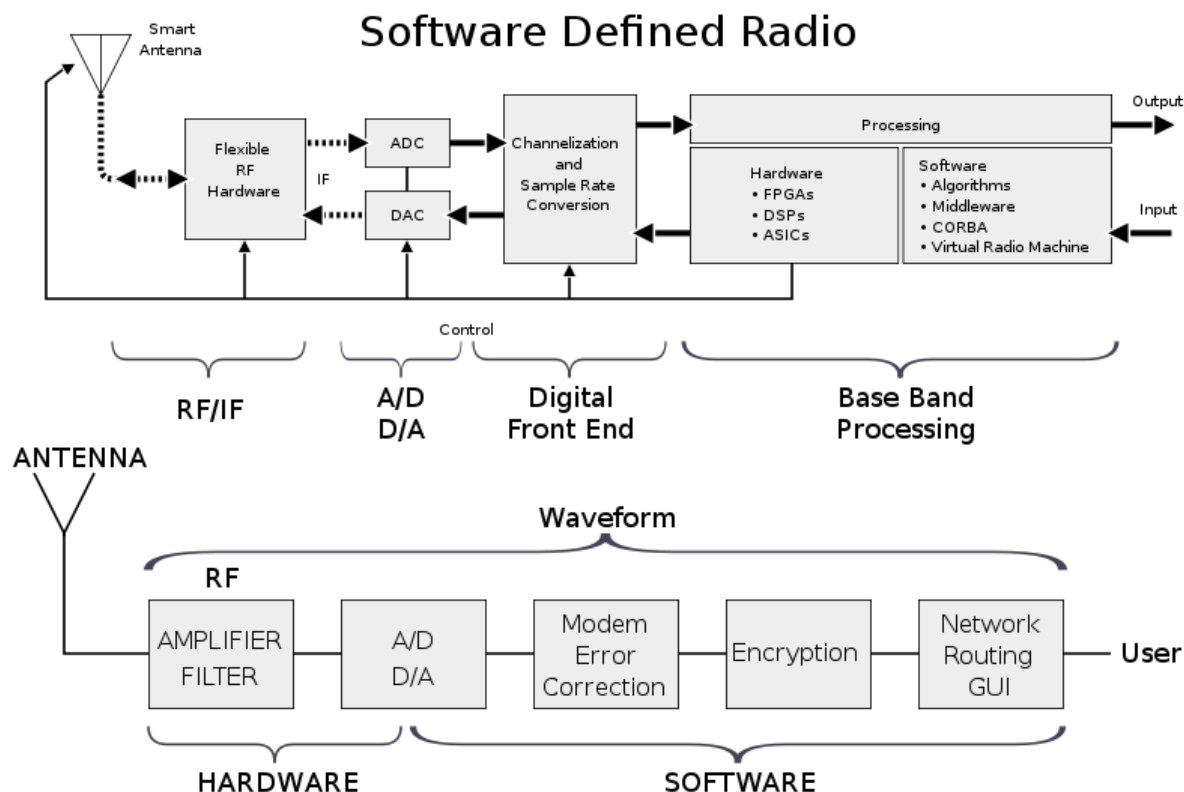 Software Defined Radio
Smart
Antenna
Flexible
RF
Hardware
IF
ADC
DAC
Channelization
and
Sample Rate
Conversion
Processing
Hardware
• FPGAs
• DSPs
• ASICs
Software
• Algorithms
• Middleware
• CORBA
• Virtual Radio Machine
Output
Input
Control
RF/IF
A/D
D/A
Digital
Front End
Base Band
Processing
ANTENNA
Waveform
RF
AMPLIFIER
FILTER
A/D
D/A
Modem
Error
Correction
Encryption
Network
Routing
GUI
User
HARDWARE
SOFTWARE